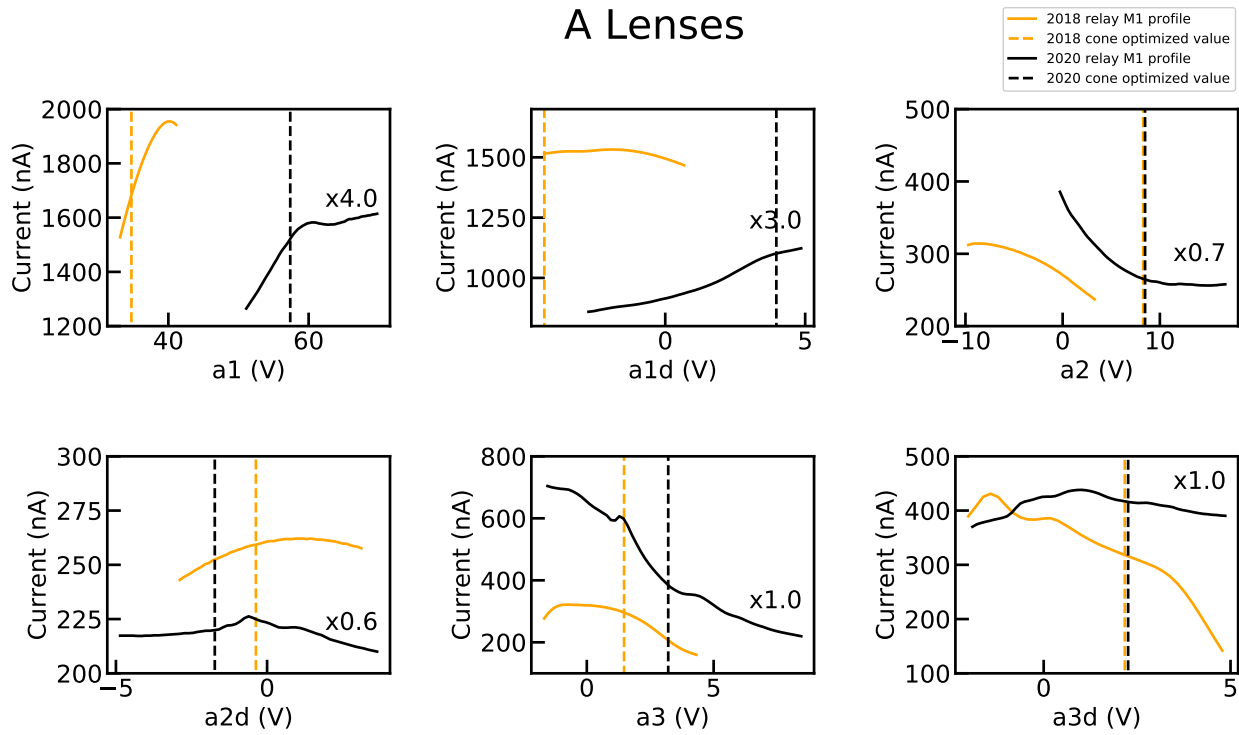 A Lenses
2018 relay M1 profile
2018 cone optimized value
2020 relay M1 profile
2020 cone optimized value
Current (nA)
2000
1800
1600
1400
1200
x4.0
40
60
a1 (V)
Current (nA)
1500
1250
1000
x3.0
0
5
a1d (V)
Current (nA)
500
400
300
200
x0.7
−10
0
10
a2 (V)
Current (nA)
300
275
250
225
200
x0.6
−5
0
a2d (V)
Current (nA)
800
600
400
200
x1.0
0
5
a3 (V)
Current (nA)
500
400
300
200
100
x1.0
0
5
a3d (V)